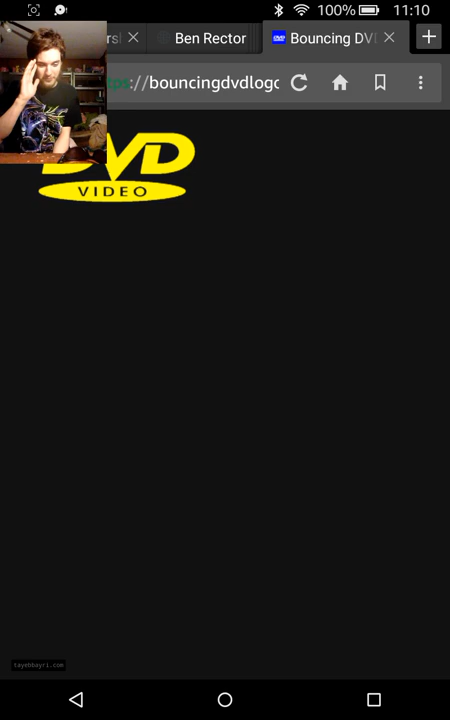 100% 11:10
Ben Rector
Bouncing DV
://bouncingdvdlogo
DVD
VIDEO
tayehbayri.com